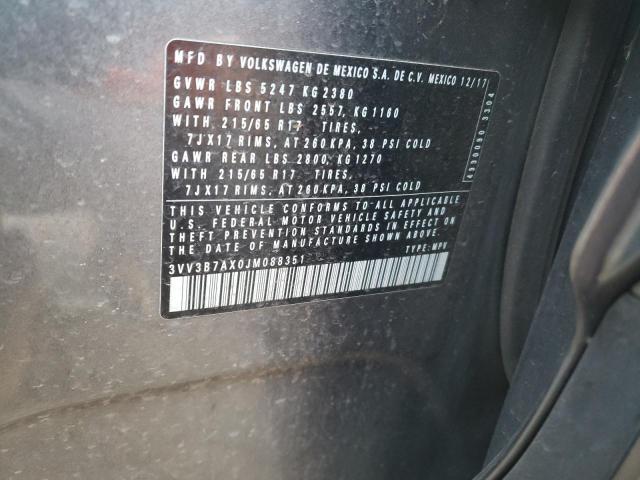 MFD BY VOLKSWAGEN DE MEXICO S.A. DE C.V. MEXICO 12/17
GVWR LBS 5247 KG 2380
GAWR FRONT LBS 2557, KG 1160
WITH 215/65 R17 TIRES,
7JX17 RIMS, AT 260 KPA, 38 PSI COLD
GAWR REAR LBS 2800, KG 1270
WITH 215/65 R17 TIRES,
7JX17 RIMS, AT 260 KPA, 38 PSI COLD
THIS VEHICLE CONFORMS TO ALL APPLICABLE
U.S. FEDERAL MOTOR VEHICLE SAFETY AND
THEFT PREVENTION STANDARDS IN EFFECT ON
THE DATE OF MANUFACTURE SHOWN ABOVE.
3VV3B7AX0JM088351 TYPE: MPV